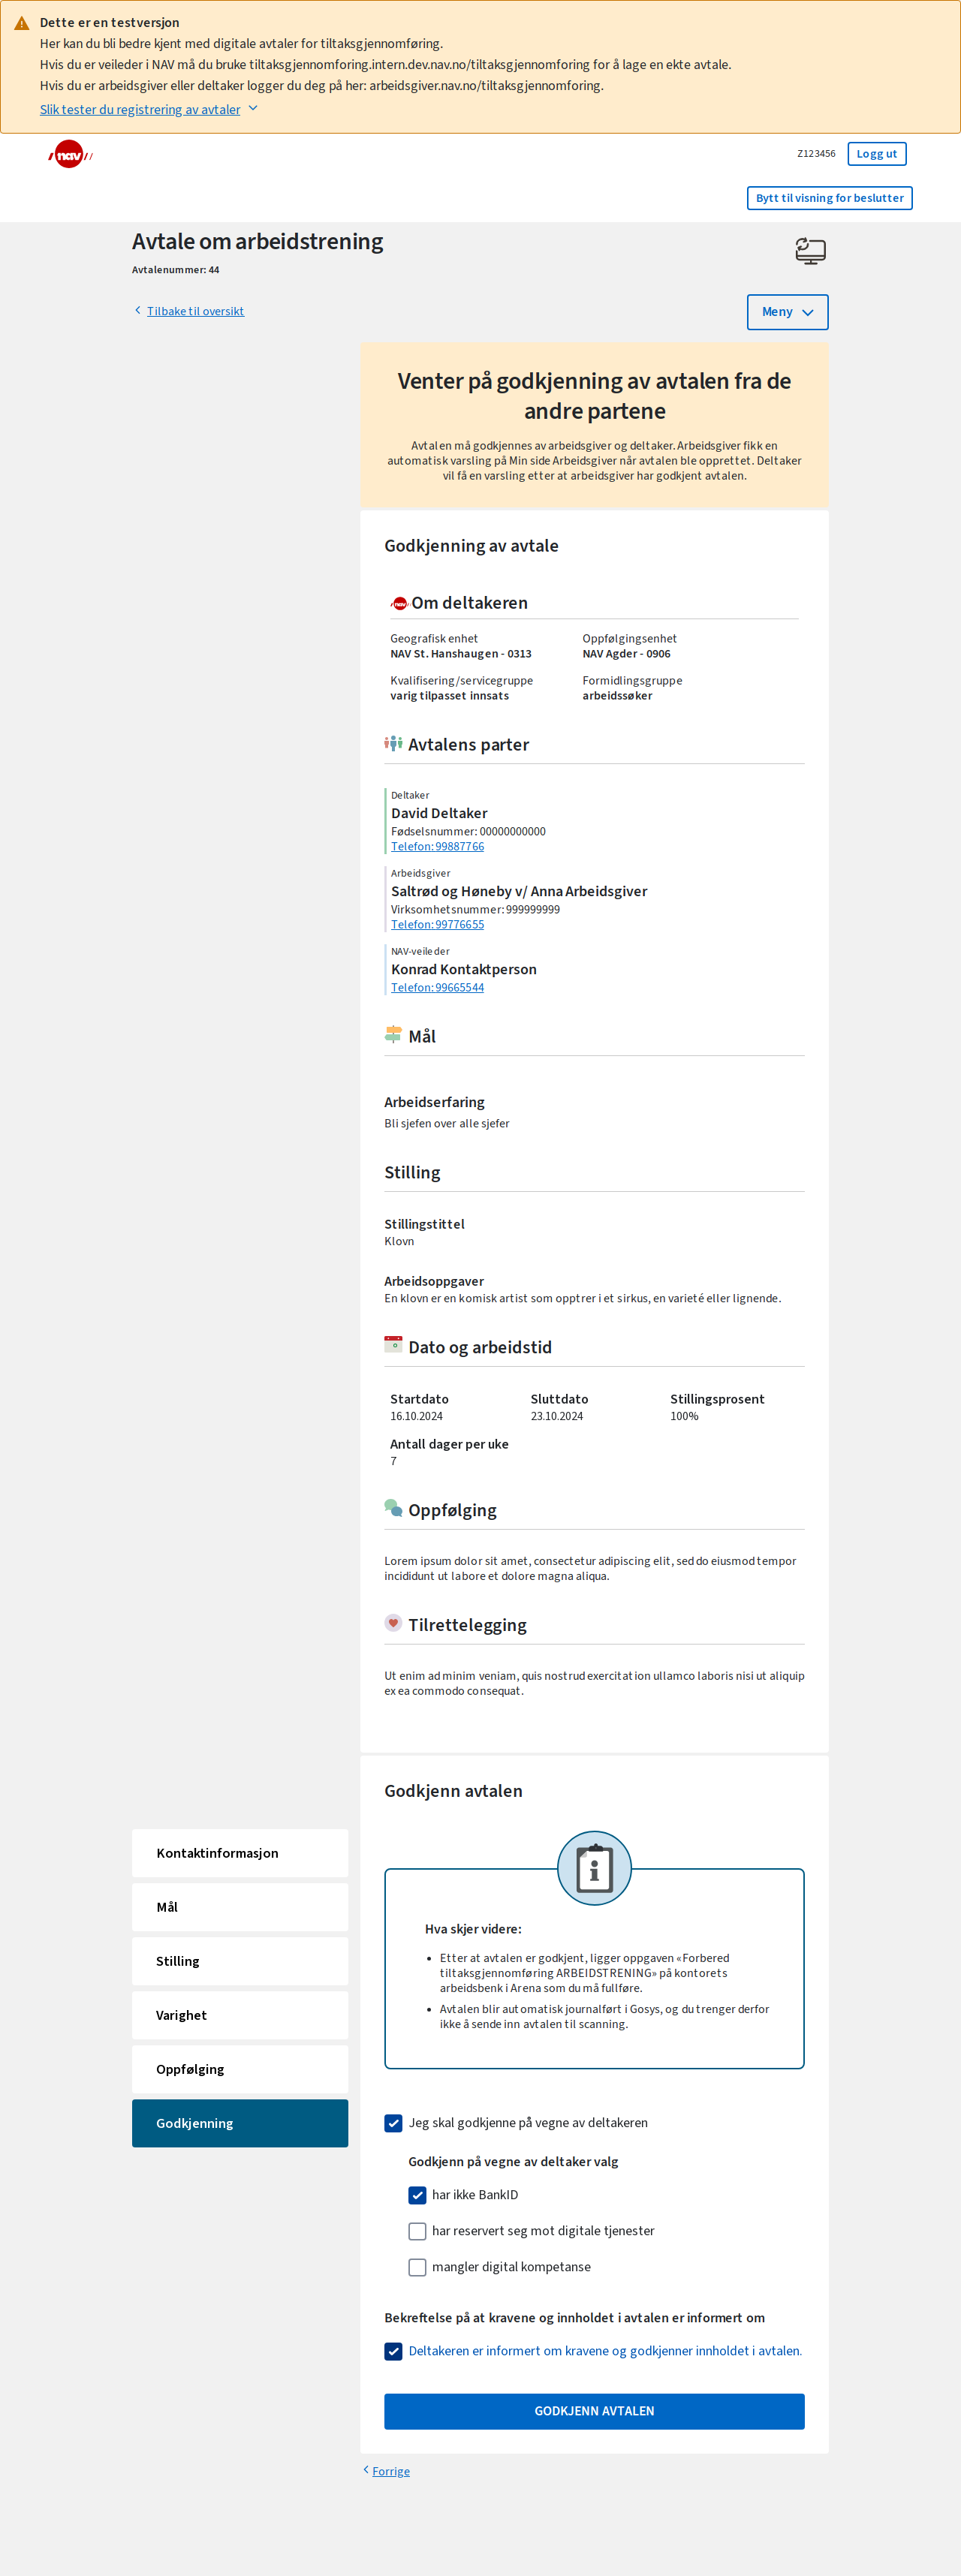 Dette er en testversjon
Her kan du bli bedre kjent med digitale avtaler for tiltaksgjennomføring.
Hvis du er veileder i NAV må du bruke tiltaksgjennomforing.intern.dev.nav.no/tiltaksgjennomforing for å lage en ekte avtale.
Hvis du er arbeidsgiver eller deltaker logger du deg på her: arbeidsgiver.nav.no/tiltaksgjennomforing.
Slik tester du registrering av avtaler
nav
Z123456
Logg ut
Bytt til visning for beslutter
Avtale om arbeidstrening
Avtalenummer: 44
Tilbake til oversikt
Meny
Venter på godkjenning av avtalen fra de
andre partene
Avtalen må godkjennes av arbeidsgiver og deltaker. Arbeidsgiver fikk en
automatisk varsling på Min side Arbeidsgiver når avtalen ble opprettet. Deltaker
vil få en varsling etter at arbeidsgiver har godkjent avtalen.
Godkjenning av avtale
nav Om deltakeren
Geografisk enhet
NAV St. Hanshaugen - 0313
Oppfølgingsenhet
NAV Agder - 0906
Kvalifisering/servicegruppe
varig tilpasset innsats
Formidlingsgruppe
arbeidssøker
Avtalens parter
Deltaker
David Deltaker
Fødselsnummer: 00000000000
Telefon: 99887766
Arbeidsgiver
Saltrød og Høneby v/ Anna Arbeidsgiver
Virksomhetsnummer: 999999999
Telefon: 99776655
NAV-veileder
Konrad Kontaktperson
Telefon: 99665544
Mål
Arbeidserfaring
Bli sjefen over alle sjefer
Stilling
Stillingstittel
Klovn
Arbeidsoppgaver
En klovn er en komisk artist som opptrer i et sirkus, en varieté eller lignende.
Dato og arbeidstid
Startdato
16.10.2024
Sluttdato
23.10.2024
Stillingsprosent
100%
Antall dager per uke
7
Oppfølging
Lorem ipsum dolor sit amet, consectetur adipiscing elit, sed do eiusmod tempor
incididunt ut labore et dolore magna aliqua.
Tilrettelegging
Ut enim ad minim veniam, quis nostrud exercitation ullamco laboris nisi ut aliquip
ex ea commodo consequat.
Godkjenn avtalen
Hva skjer videre:
Etter at avtalen er godkjent, ligger oppgaven «Forbered
tiltaksgjennomføring ARBEIDSTRENING» på kontorets
arbeidsbenk i Arena som du må fullføre.
Avtalen blir automatisk journalført i Gosys, og du trenger derfor
ikke å sende inn avtalen til scanning.
Kontaktinformasjon
Mål
Stilling
Varighet
Oppfølging
Godkjenning
Jeg skal godkjenne på vegne av deltakeren
Godkjenn på vegne av deltaker valg
har ikke BankID
har reservert seg mot digitale tjenester
mangler digital kompetanse
Bekreftelse på at kravene og innholdet i avtalen er informert om
Deltakeren er informert om kravene og godkjenner innholdet i avtalen.
GODKJENN AVTALEN
Forrige